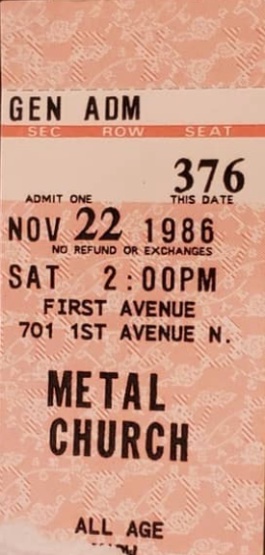 GEN ADM
SEC ROW SEAT
376
ADMIT ONE THIS DATE
NOV 22 1986
NO REFUND OR EXCHANGES
SAT 2:00PM
FIRST AVENUE
701 1ST AVENUE N.
METAL
CHURCH
ALL AGE